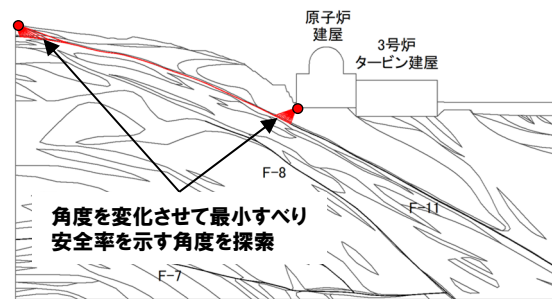 原子炉
建屋
3号炉
タービン建屋
F-8
F-11
角度を変化させて最小すべり
安全率を示す角度を探索
F-7